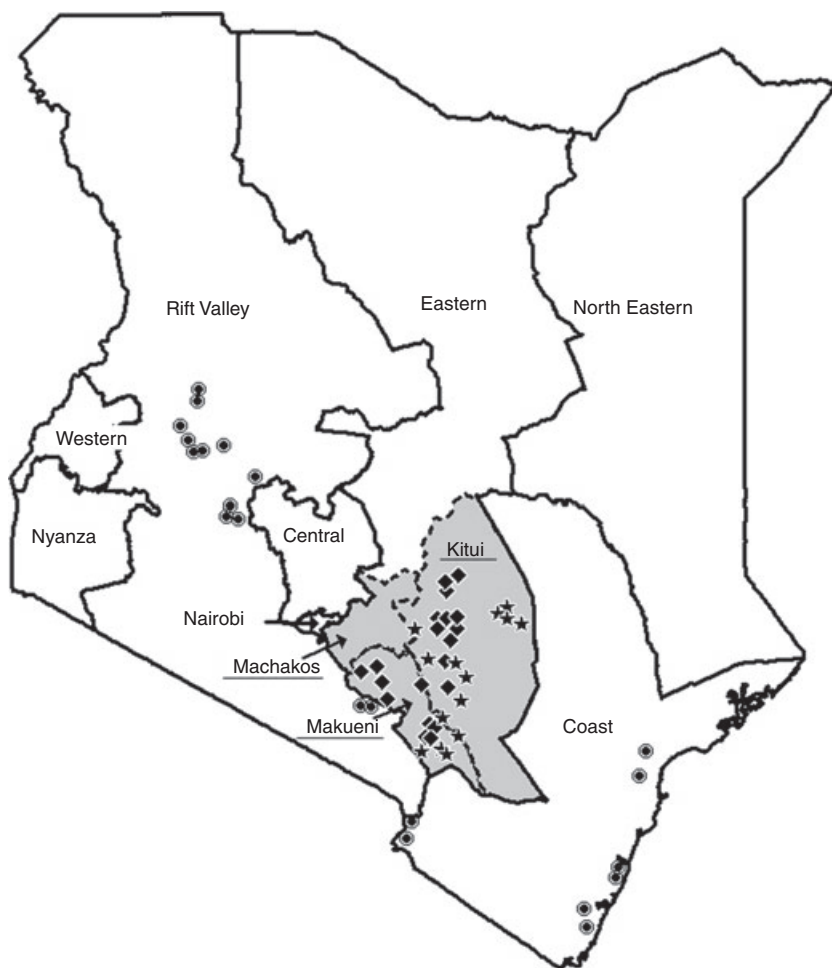 Rift Valley
Eastern
North Eastern
Western
Nyanza
Central
Kitui
Nairobi
Machakos
Makueni
Coast